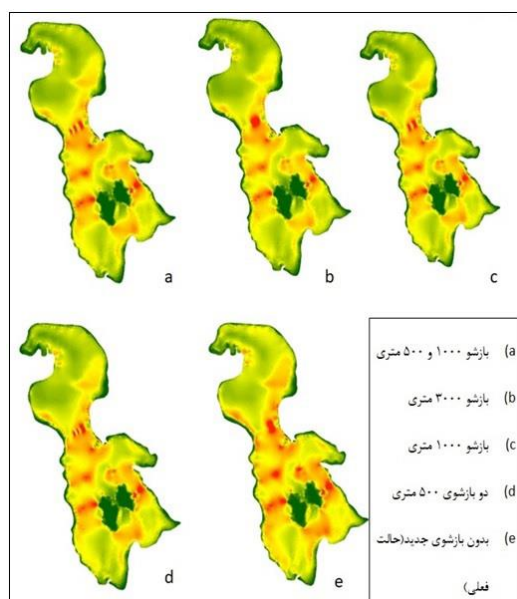 a b c
d e
a) بازشو ۱۰۰۰ و ۵۰۰ متری
b) بازشو ۳۰۰۰ متری
c) بازشو ۱۰۰۰ متری
d) دو بازشوی ۵۰۰ متری
e) بدون بازشوی جدید(حالت
فعلی)